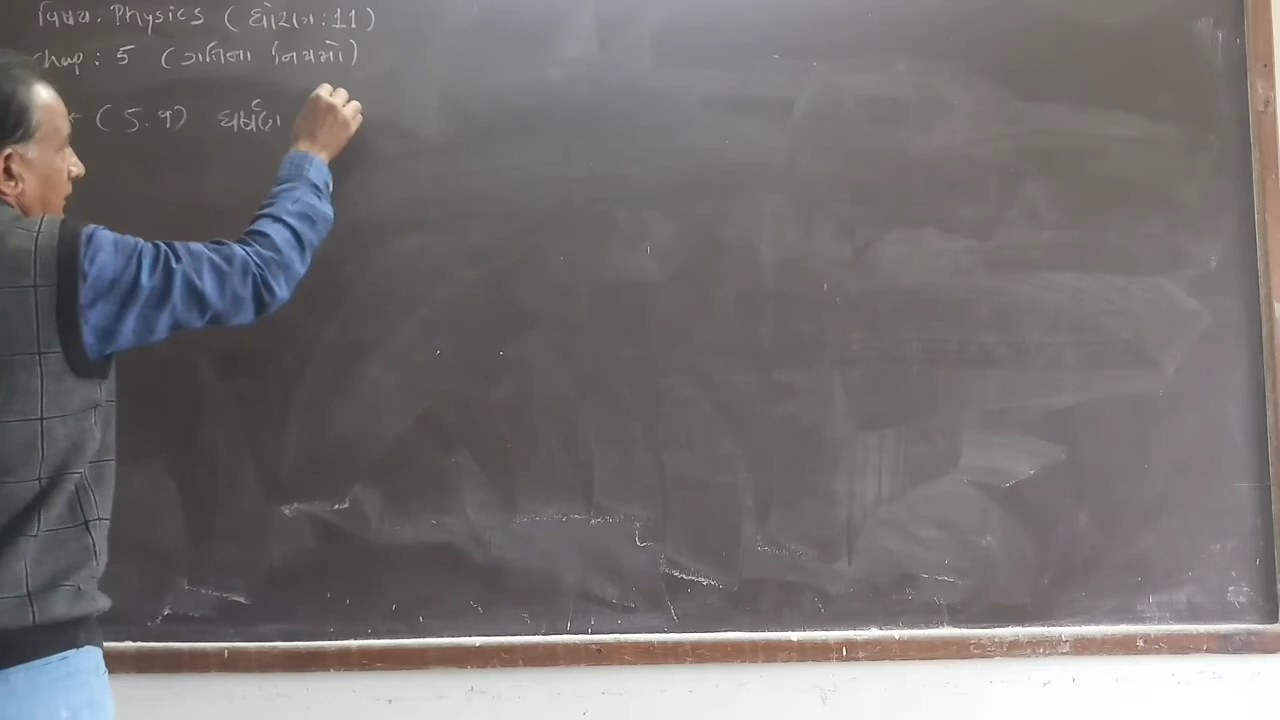 વિષય. Physics (ધોરણ : 11)
Chap : 5 (ગતિના નિયમો)
* (5.9) ઘર્ષણ